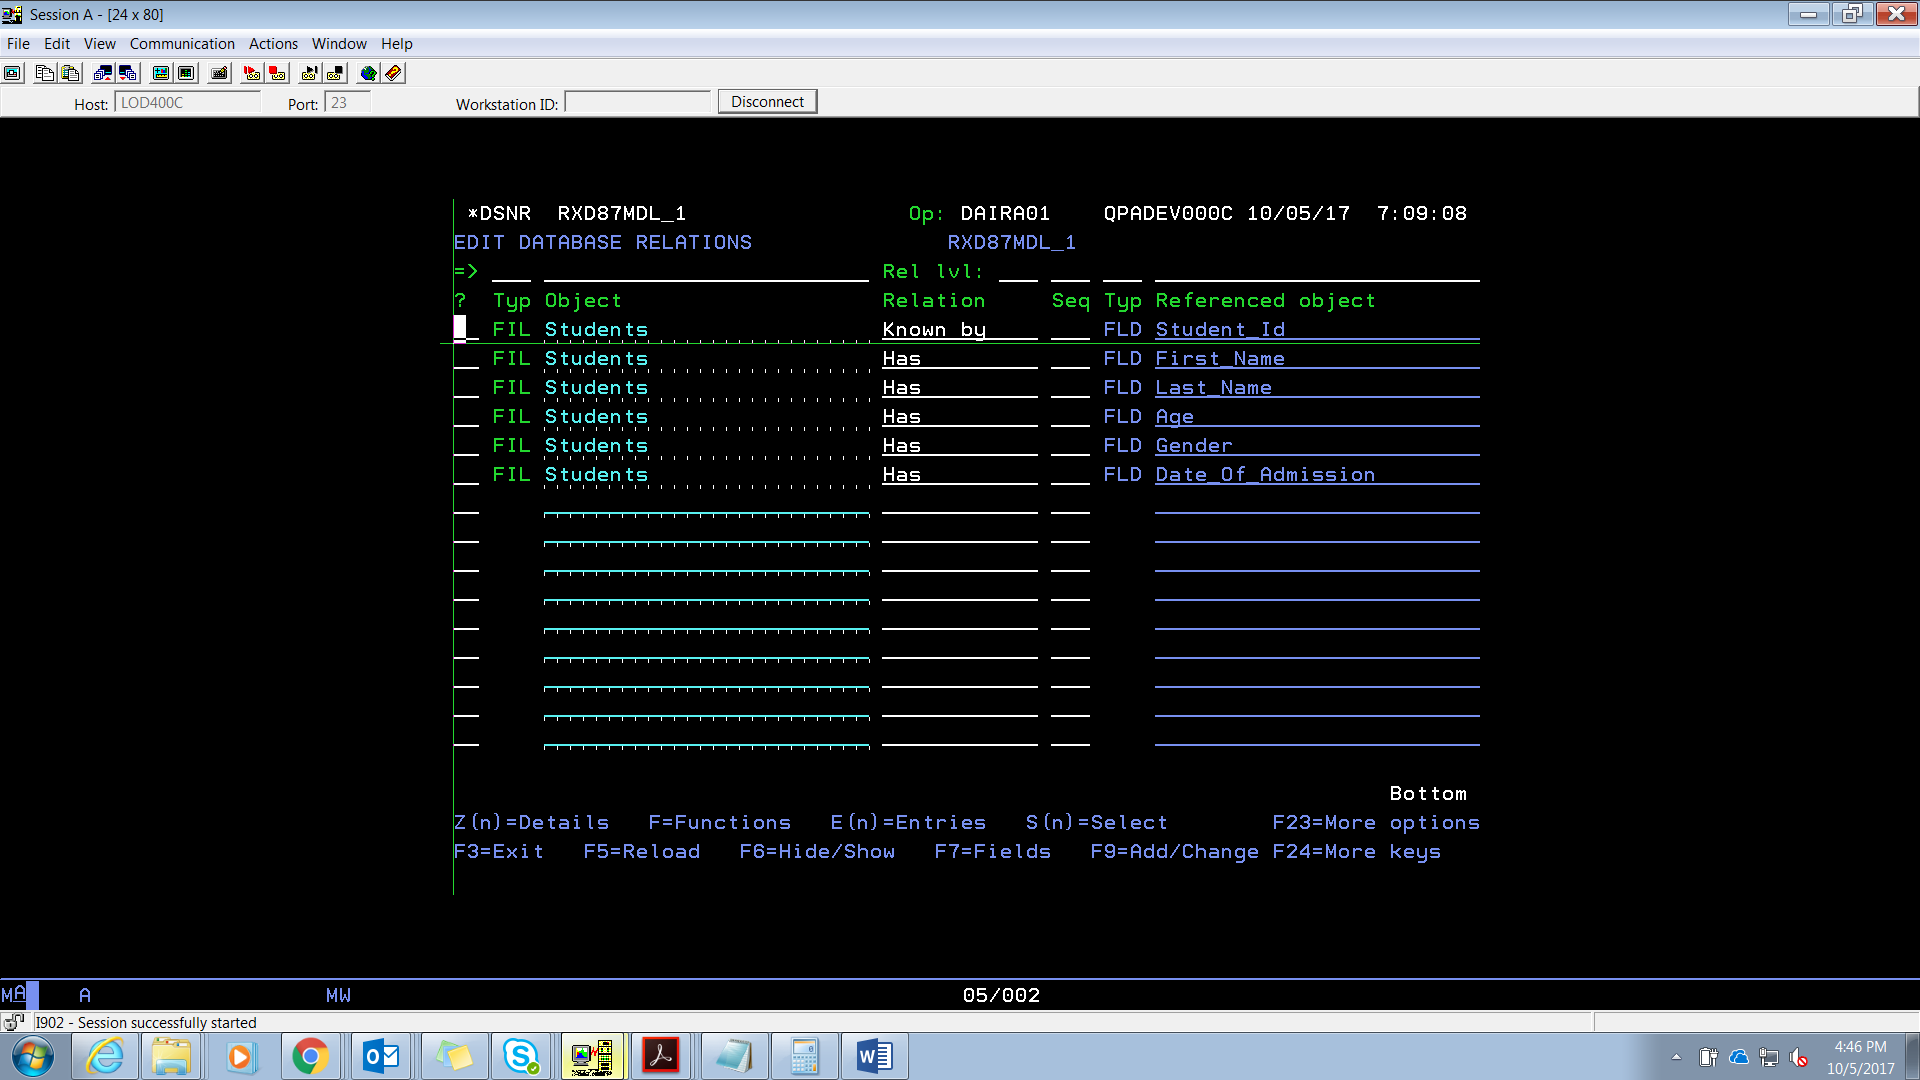 Session A - [24 x 80]
File Edit View Communication Actions Window Help
Host: LOD400C Port: 23 Workstation ID: Disconnect
*DSNR RXD87MDL_1 Op: DAIRA01 QPADEV000C 10/05/17 7:09:08
EDIT DATABASE RELATIONS RXD87MDL_1
=> Rel lvl:
? Typ Object Relation Seq Typ Referenced object
FIL Students Known by FLD Student_Id
FIL Students Has FLD First_Name
FIL Students Has FLD Last_Name
FIL Students Has FLD Age
FIL Students Has FLD Gender
FIL Students Has FLD Date_Of_Admission
Bottom
Z(n)=Details F=Functions E(n)=Entries S(n)=Select F23=More options
F3=Exit F5=Reload F6=Hide/Show F7=Fields F9=Add/Change F24=More keys
MA A MW 05/002
I902 - Session successfully started
4:46 PM
10/5/2017